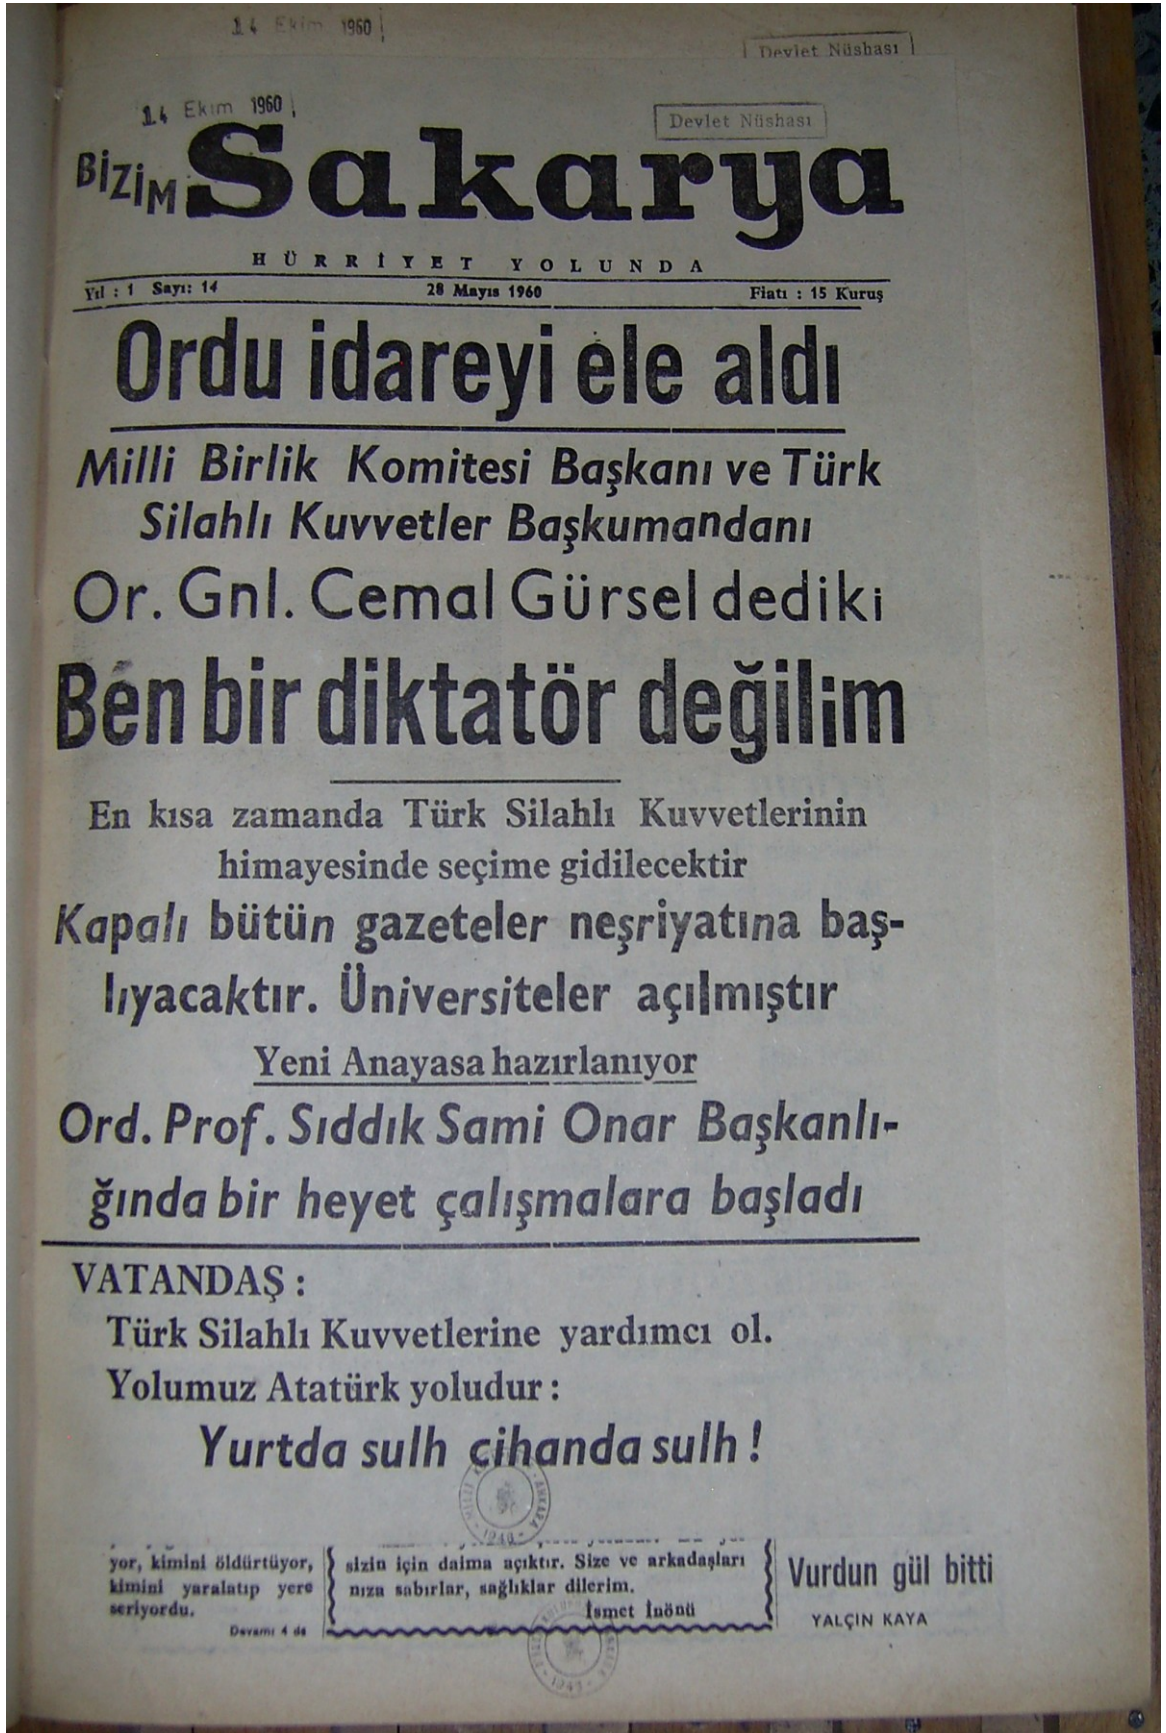 14 Ekim 1960
Devlet Nüshası
14 Ekim 1960
Devlet Nüshası
BİZİM Sakarya
HÜRRİYET YOLUNDA
Yıl : 1 Sayı: 14 28 Mayıs 1960 Fiatı : 15 Kuruş
Ordu idareyi ele aldı
Milli Birlik Komitesi Başkanı ve Türk
Silahlı Kuvvetler Başkumandanı
Or. Gnl. Cemal Gürsel dediki
Ben bir diktatör değilim
En kısa zamanda Türk Silahlı Kuvvetlerinin
himayesinde seçime gidilecektir
Kapalı bütün gazeteler neşriyatına baş-
lıyacaktır. Üniversiteler açılmıştır
Yeni Anayasa hazırlanıyor
Ord. Prof. Sıddık Sami Onar Başkanlı-
ğında bir heyet çalışmalara başladı
VATANDAŞ :
Türk Silahlı Kuvvetlerine yardımcı ol.
Yolumuz Atatürk yoludur :
Yurtda sulh cihanda sulh !
ANKARA
1946
yor, kimini öldürtüyor,
kimini yaralatıp yere
seriyordu.
Devamı 4 de
sizin için daima açıktır. Size ve arkadaşları
nıza sabırlar, sağlıklar dilerim.
İsmet İnönü
Vurdun gül bitti
YALÇIN KAYA